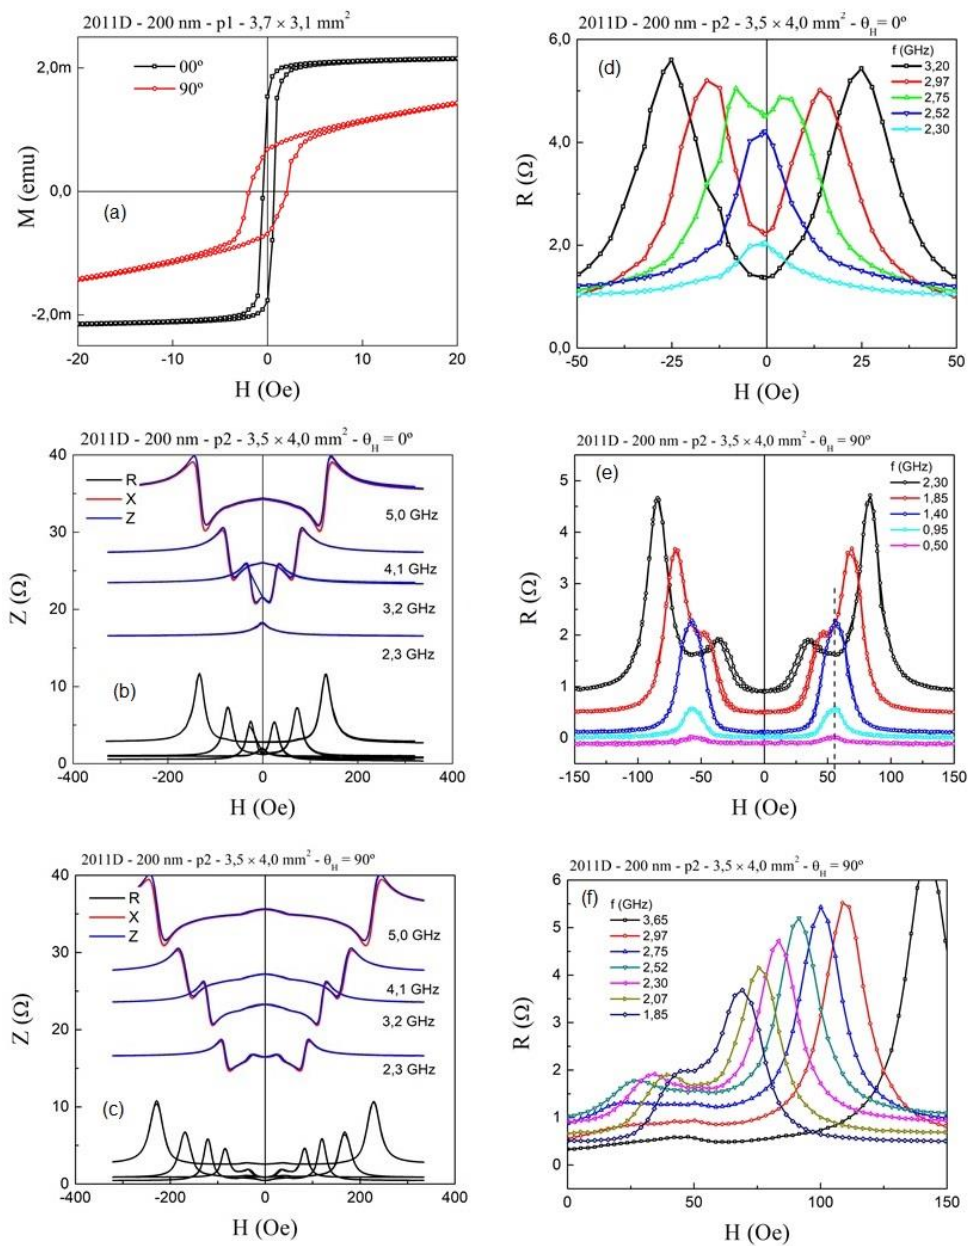 2011D - 200 nm - p1 - 3,7 × 3,1 mm²
2,0m
0,0
-2,0m
M (emu)
00º
90º
(a)
-20
-10
0
10
20
H (Oe)
2011D - 200 nm - p2 - 3,5 × 4,0 mm² - θH = 0º
6,0
4,0
2,0
0,0
R (Ω)
(d)
f (GHz)
3,20
2,97
2,75
2,52
2,30
-50
-25
0
25
50
H (Oe)
2011D - 200 nm - p2 - 3,5 × 4,0 mm² - θH = 0º
40
30
20
10
0
Z (Ω)
R
X
Z
5,0 GHz
4,1 GHz
3,2 GHz
2,3 GHz
(b)
-400
-200
0
200
400
H (Oe)
2011D - 200 nm - p2 - 3,5 × 4,0 mm² - θH = 90º
5
4
3
2
1
0
R (Ω)
(e)
f (GHz)
2,30
1,85
1,40
0,95
0,50
-150
-100
-50
0
50
100
150
H (Oe)
2011D - 200 nm - p2 - 3,5 × 4,0 mm² - θH = 90º
40
30
20
10
0
Z (Ω)
R
X
Z
5,0 GHz
4,1 GHz
3,2 GHz
2,3 GHz
(c)
-400
-200
0
200
400
H (Oe)
2011D - 200 nm - p2 - 3,5 × 4,0 mm² - θH = 90º
6
5
4
3
2
1
0
R (Ω)
(f)
f (GHz)
3,65
2,97
2,75
2,52
2,30
2,07
1,85
0
50
100
150
H (Oe)